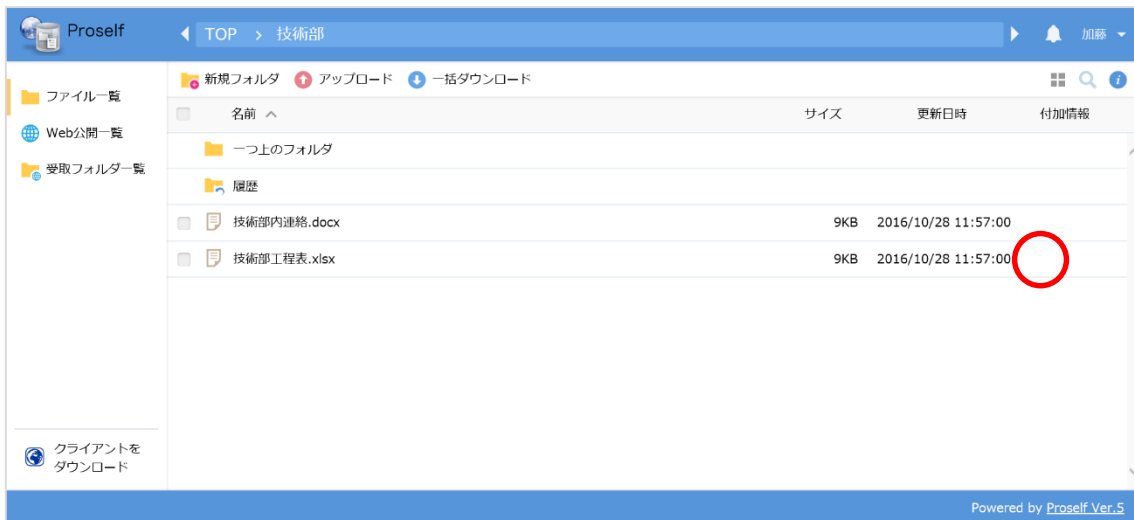 Proself
TOP > 技術部
加藤
ファイル一覧
Web公開一覧
受取フォルダ一覧
新規フォルダ アップロード 一括ダウンロード
名前 サイズ 更新日時 付加情報
一つ上のフォルダ
履歴
技術部内連絡.docx 9KB 2016/10/28 11:57:00
技術部工程表.xlsx 9KB 2016/10/28 11:57:00
クライアントを
ダウンロード
Powered by Proself Ver.5